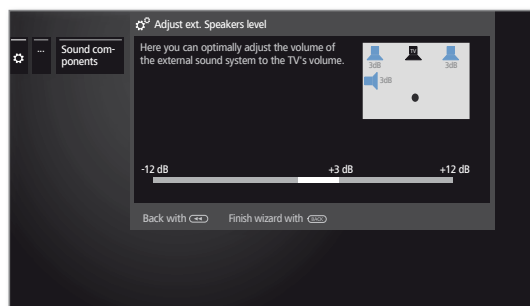 Adjust ext. Speakers level
...
Sound com-
ponents
Here you can optimally adjust the volume of
the external sound system to the TV's volume.
TV
3dB
3dB
3dB
-12 dB
+3 dB
+12 dB
Back with
Finish wizard with BACK